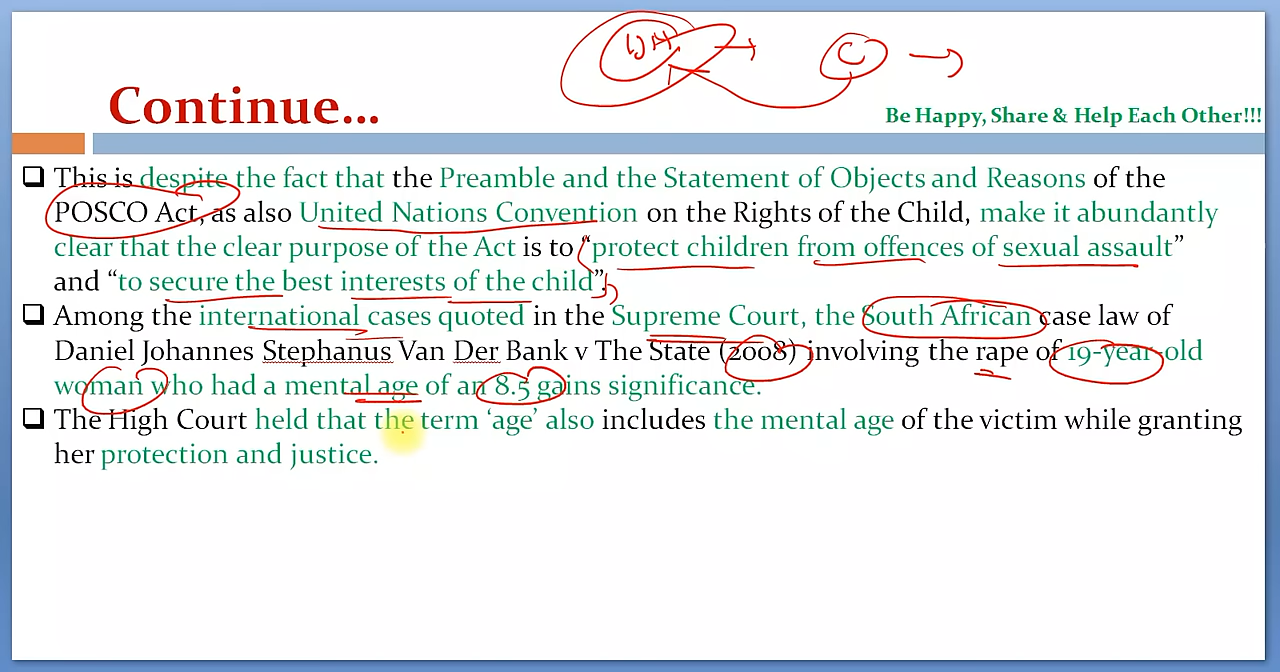 Continue...
Be Happy, Share & Help Each Other!!!
This is despite the fact that the Preamble and the Statement of Objects and Reasons of the
POSCO Act, as also United Nations Convention on the Rights of the Child, make it abundantly
clear that the clear purpose of the Act is to “protect children from offences of sexual assault”
and “to secure the best interests of the child”.
Among the international cases quoted in the Supreme Court, the South African case law of
Daniel Johannes Stephanus Van Der Bank v The State (2008) involving the rape of 19-year-old
woman who had a mental age of an 8.5 gains significance.
The High Court held that the term ‘age’ also includes the mental age of the victim while granting
her protection and justice.